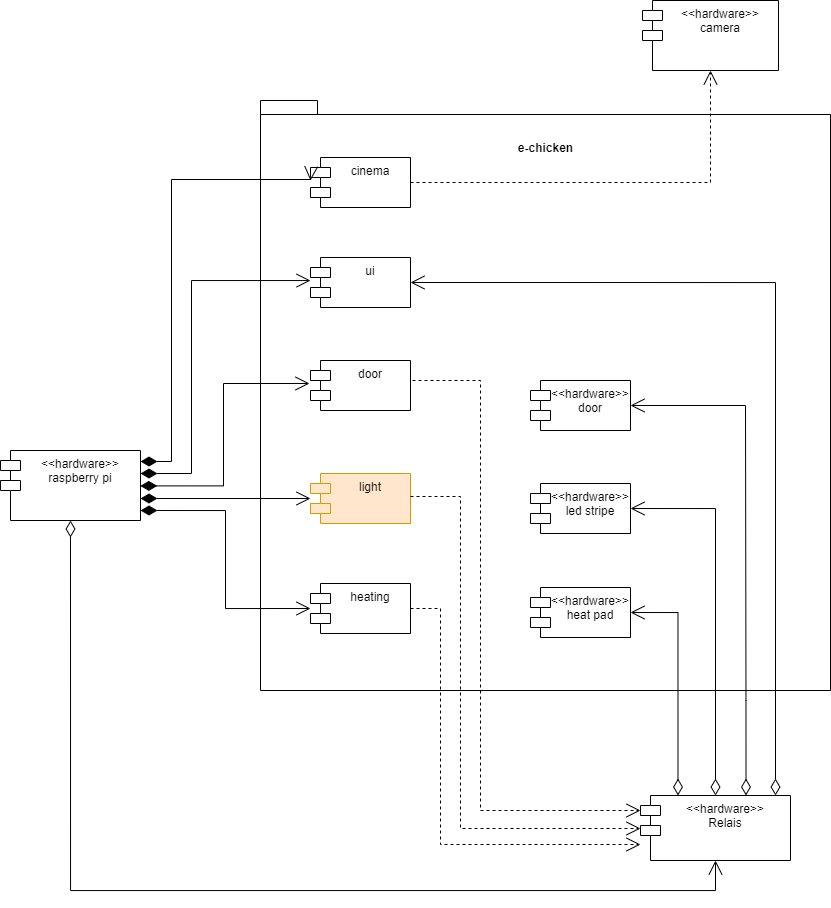 <<hardware>>
camera
e-chicken
cinema
ui
door
<<hardware>>
door
<<hardware>>
raspberry pi
light
<<hardware>>
led stripe
heating
<<hardware>>
heat pad
<<hardware>>
Relais